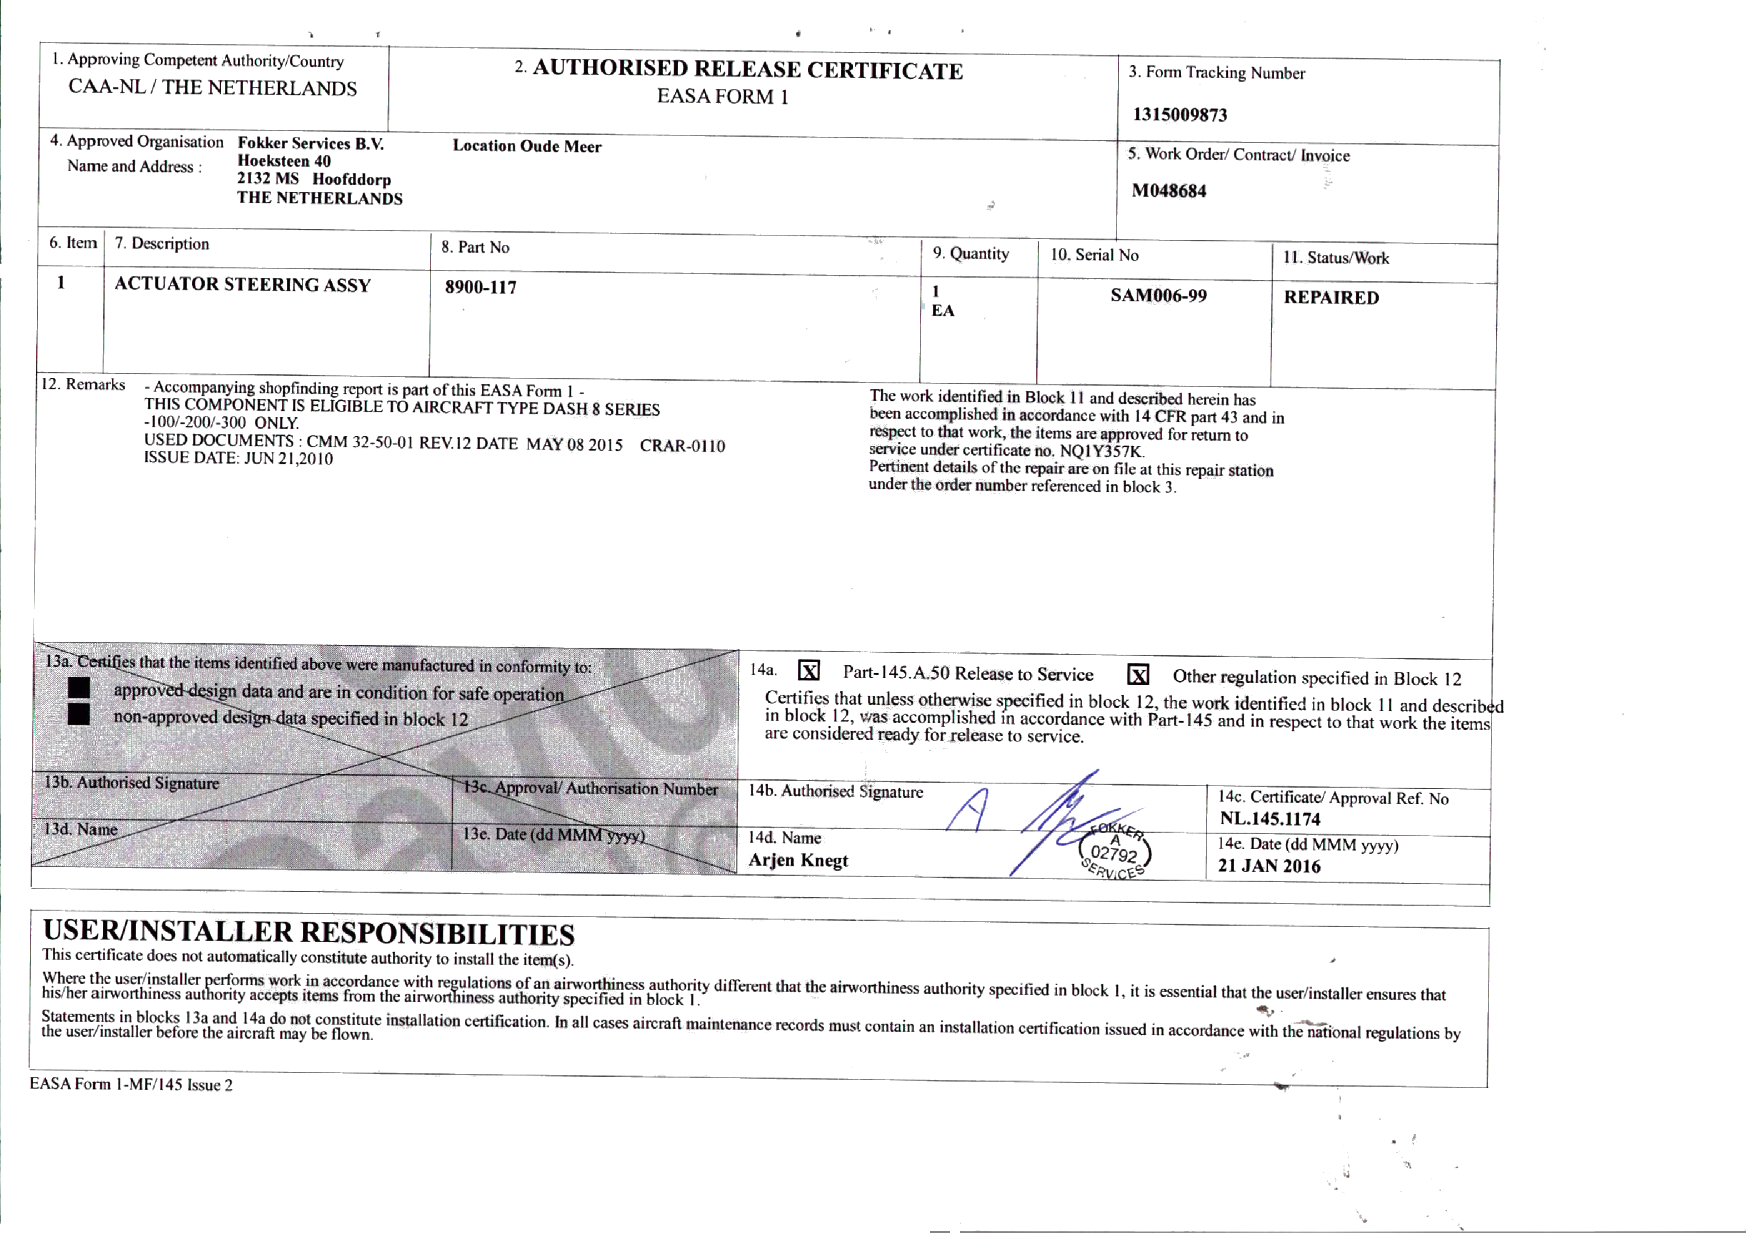 1. Approving Competent Authority/Country
CAA-NL / THE NETHERLANDS
2. AUTHORISED RELEASE CERTIFICATE
EASA FORM 1
3. Form Tracking Number
1315009873
4. Approved Organisation
Name and Address :
Fokker Services B.V.
Hoeksteen 40
2132 MS Hoofddorp
THE NETHERLANDS
Location Oude Meer
5. Work Order/ Contract/ Invoice
M048684
6. Item
7. Description
8. Part No
9. Quantity
10. Serial No
11. Status/Work
1
ACTUATOR STEERING ASSY
8900-117
1
EA
SAM006-99
REPAIRED
12. Remarks
- Accompanying shopfinding report is part of this EASA Form 1 -
THIS COMPONENT IS ELIGIBLE TO AIRCRAFT TYPE DASH 8 SERIES
-100/-200/-300 ONLY.
USED DOCUMENTS : CMM 32-50-01 REV.12 DATE MAY 08 2015 CRAR-0110
ISSUE DATE: JUN 21,2010
The work identified in Block 11 and described herein has
been accomplished in accordance with 14 CFR part 43 and in
respect to that work, the items are approved for return to
service under certificate no. NQ1Y357K.
Pertinent details of the repair are on file at this repair station
under the order number referenced in block 3.
13a. Certifies that the items identified above were manufactured in conformity to:
approved design data and are in condition for safe operation
non-approved design data specified in block 12
13b. Authorised Signature
13c. Approval/ Authorisation Number
13d. Name
13e. Date (dd MMM yyyy)
14a. X Part-145.A.50 Release to Service X Other regulation specified in Block 12
Certifies that unless otherwise specified in block 12, the work identified in block 11 and described
in block 12, was accomplished in accordance with Part-145 and in respect to that work the items
are considered ready for release to service.
14b. Authorised Signature
A
FOKKER
A
02792
SERVICES
14c. Certificate/ Approval Ref. No
NL.145.1174
14d. Name
Arjen Knegt
14e. Date (dd MMM yyyy)
21 JAN 2016
USER/INSTALLER RESPONSIBILITIES
This certificate does not automatically constitute authority to install the item(s).
Where the user/installer performs work in accordance with regulations of an airworthiness authority different that the airworthiness authority specified in block 1, it is essential that the user/installer ensures that
his/her airworthiness authority accepts items from the airworthiness authority specified in block 1.
Statements in blocks 13a and 14a do not constitute installation certification. In all cases aircraft maintenance records must contain an installation certification issued in accordance with the national regulations by
the user/installer before the aircraft may be flown.
EASA Form 1-MF/145 Issue 2